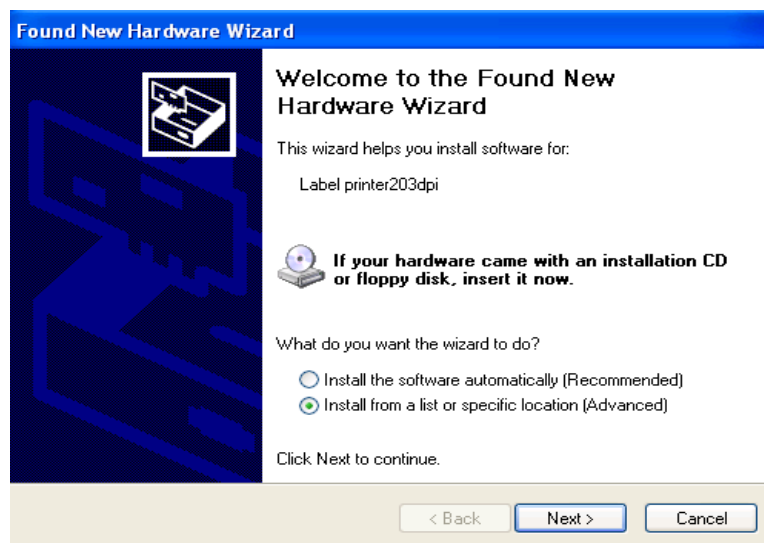 Found New Hardware Wizard
Welcome to the Found New
Hardware Wizard
This wizard helps you install software for:
Label printer203dpi
If your hardware came with an installation CD
or floppy disk, insert it now.
What do you want the wizard to do?
Install the software automatically (Recommended)
Install from a list or specific location (Advanced)
Click Next to continue.
< Back Next > Cancel